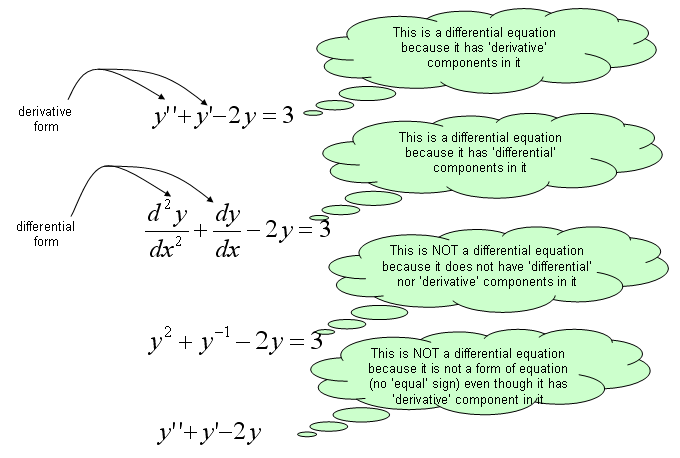 This is a differential equation
because it has 'derivative'
components in it
derivative
form
y''+y'−2y = 3
This is a differential equation
because it has 'differential'
components in it
differential
form
d²y/dx² + dy/dx − 2y = 3
This is NOT a differential equation
because it does not have 'differential'
nor 'derivative' components in it
y² + y⁻¹ − 2y = 3
This is NOT a differential equation
because it is not a form of equation
(no 'equal' sign) even though it has
'derivative' component in it
y''+y'−2y